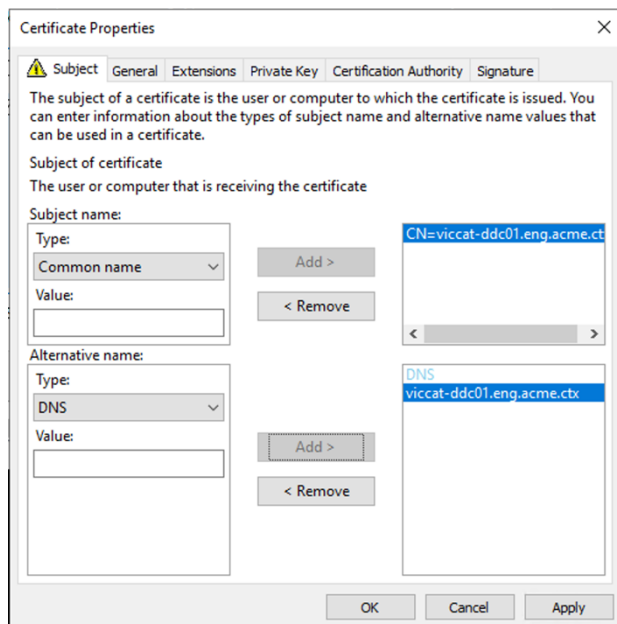 Certificate Properties
Subject General Extensions Private Key Certification Authority Signature
The subject of a certificate is the user or computer to which the certificate is issued. You
can enter information about the types of subject name and alternative name values that
can be used in a certificate.
Subject of certificate
The user or computer that is receiving the certificate
Subject name:
Type:
Common name
Value:
Add >
< Remove
CN=viccat-ddc01.eng.acme.ct
Alternative name:
Type:
DNS
Value:
Add >
< Remove
DNS
viccat-ddc01.eng.acme.ctx
OK Cancel Apply